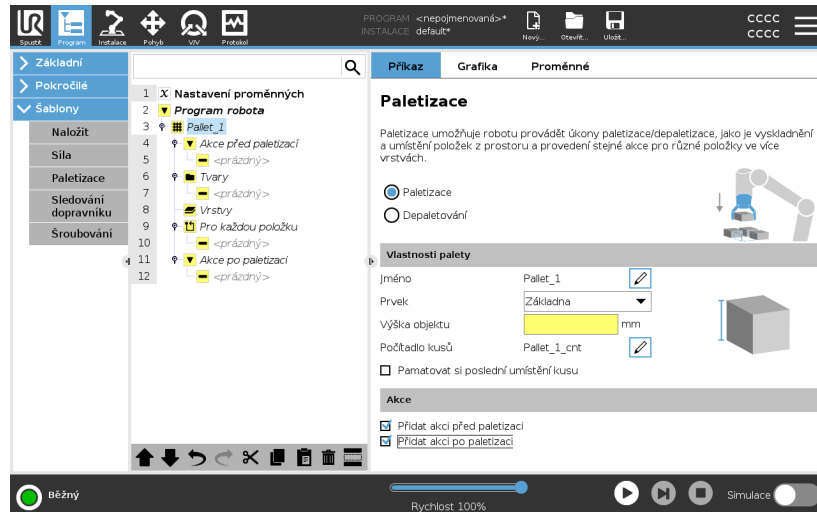 PROGRAM <nepojmenovaná>*
INSTALACE default*
cccc
cccc
Spustit Program Instalace Pohyb V/V Protokol
Nový... Otevřít... Uložit...
Základní
Pokročilé
Šablony
Naložit
Síla
Paletizace
Sledování
dopravníku
Šroubování
1 X Nastavení proměnných
2 Program robota
3 Pallet_1
4 Akce před paletizací
5 <prázdný>
6 Tvary
7 <prázdný>
8 Vrstvy
9 Pro každou položku
10 <prázdný>
11 Akce po paletizaci
12 <prázdný>
Příkaz Grafika Proměnné
Paletizace
Paletizace umožňuje robotu provádět úkony paletizace/depaletizace, jako je vyskladnění
a umístění položek z prostoru a provedení stejné akce pro různé položky ve více
vrstvách.
Paletizace
Depaletování
Vlastnosti palety
Jméno Pallet_1
Prvek Základna
Výška objektu mm
Počítadlo kusů Pallet_1_cnt
Pamatovat si poslední umístění kusu
Akce
Přidat akci před paletizaci
Přidat akci po paletizaci
Běžný
Rychlost 100%
Simulace